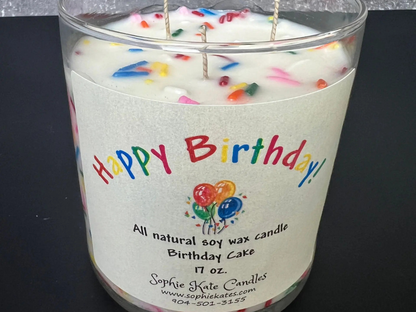 Happy Birthday!
All natural soy wax candle
Birthday Cake
17 oz.
Sophie Kate Candles
www.sophiekates.com
904-501-3155